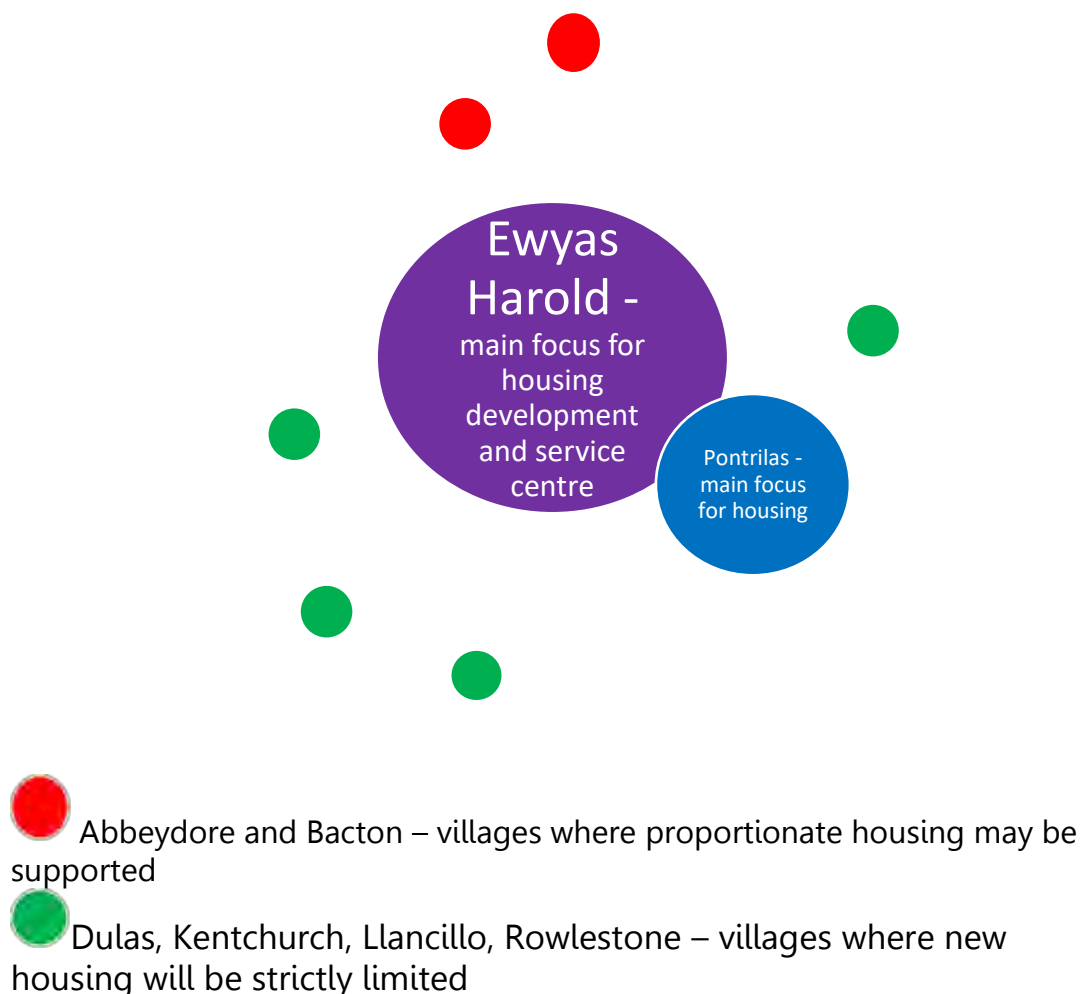 Ewyas
Harold -
main focus for
housing
development
and service
centre
Pontrilas -
main focus
for housing
Abbeydore and Bacton – villages where proportionate housing may be
supported
Dulas, Kentchurch, Llancillo, Rowlestone – villages where new
housing will be strictly limited